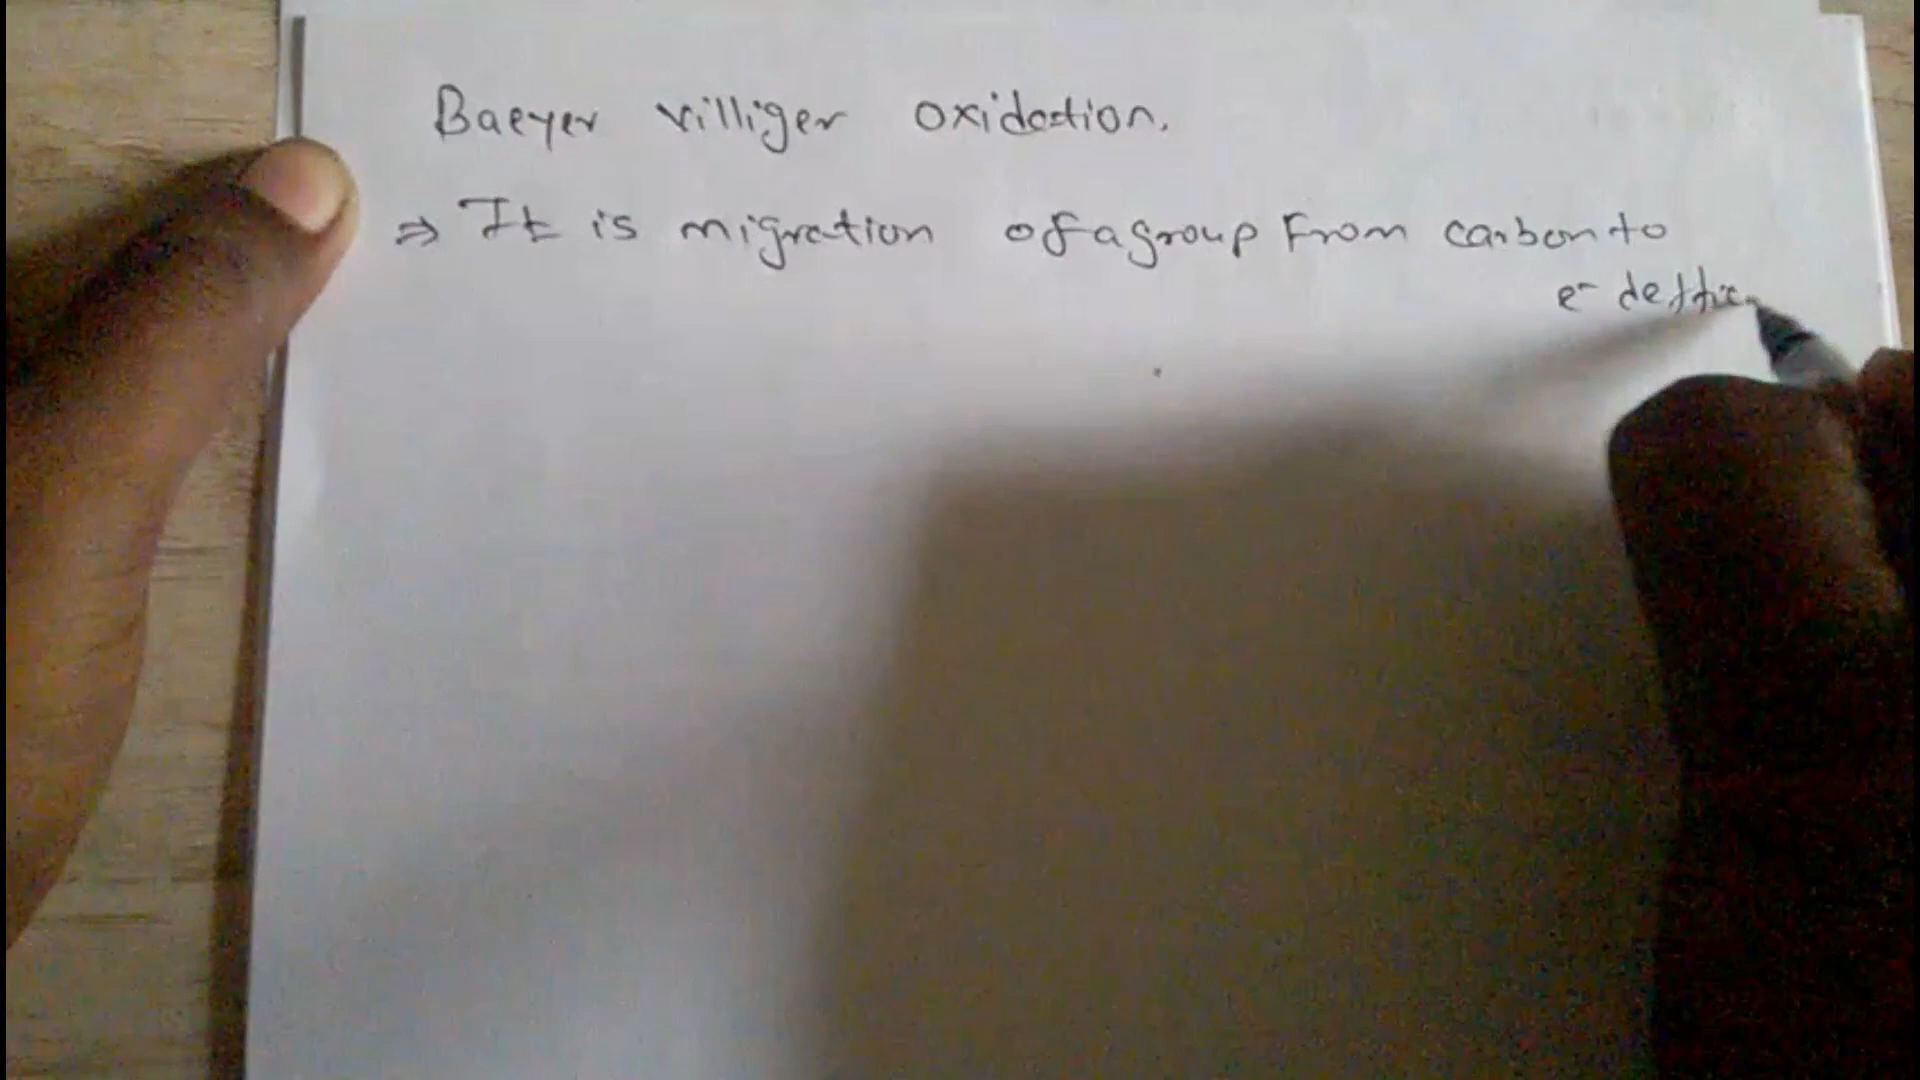 Baeyer villiger oxidation.
⇒ It is migration of a group From carbon to
e- deffic